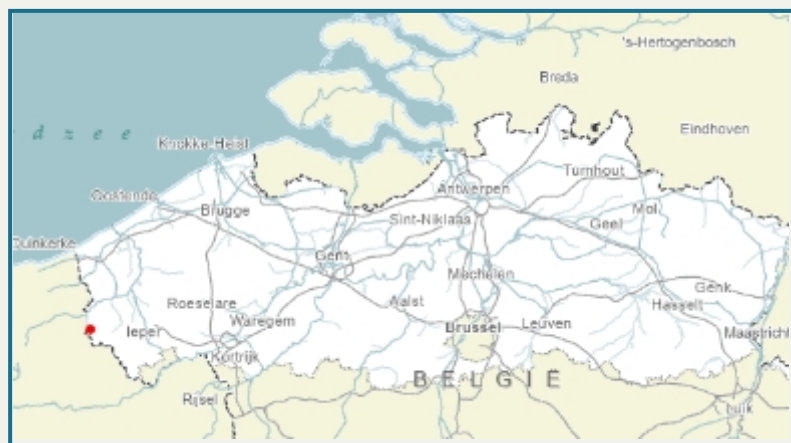 's-Hertogenbosch
Breda
Eindhoven
d z e e
Knokke-Heist
Turnhout
Oostende
Antwerpen
Brugge
Mol
Sint-Niklaas
Geel
Duinkerke
Gent
Mechelen
Genk
Roeselare
Aalst
Hasselt
Waregem
Brussel
Leuven
Ieper
Maastricht
Kortrijk
BELGIË
Rijsel
Luik